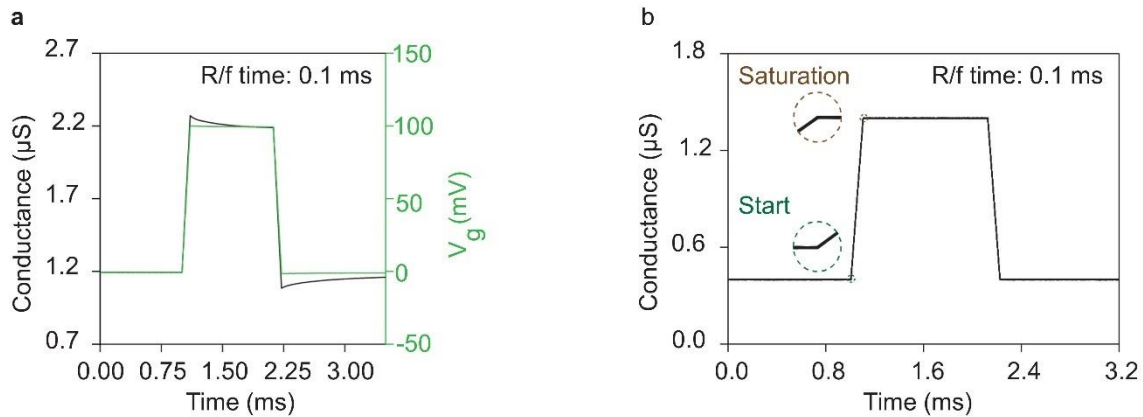 a
2.7
2.2
1.7
1.2
0.7
Conductance (µS)
R/f time: 0.1 ms
150
100
50
0
-50
Vg (mV)
0.00 0.75 1.50 2.25 3.00
Time (ms)
b
1.8
1.2
0.6
0.0
Conductance (µS)
Saturation
R/f time: 0.1 ms
Start
0.0 0.8 1.6 2.4 3.2
Time (ms)